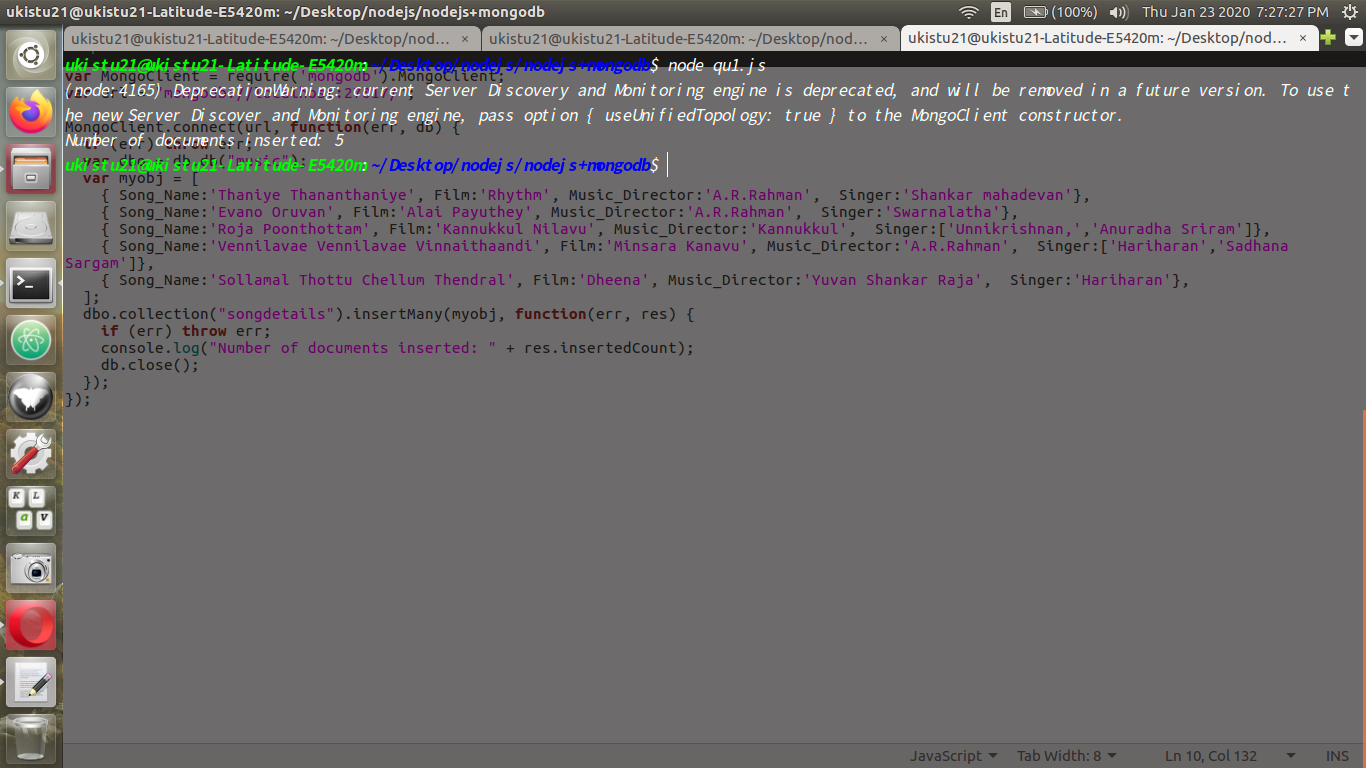 ukistu21@ukistu21-Latitude-E5420m: ~/Desktop/nodejs/nodejs+mongodb
En
(100%)
Thu Jan 23 2020 7:27:27 PM
ukistu21@ukistu21-Latitude-E5420m: ~/Desktop/nod... ×
ukistu21@ukistu21-Latitude-E5420m: ~/Desktop/nod... ×
ukistu21@ukistu21-Latitude-E5420m: ~/Desktop/nod... ×
ukistu21@ukistu21-Latitude-E5420m:~/Desktop/nodejs/nodejs+mongodb$ node qu1.js
var MongoClient = require('mongodb').MongoClient;
(node:4165) DeprecationWarning: current Server Discovery and Monitoring engine is deprecated, and will be removed in a future version. To use t
he new Server Discover and Monitoring engine, pass option { useUnifiedTopology: true } to the MongoClient constructor.
MongoClient.connect(url, function(err, db) {
Number of documents inserted: 5
if (err) throw err;
var dbo = db.db("music");
ukistu21@ukistu21-Latitude-E5420m:~/Desktop/nodejs/nodejs+mongodb$
var myobj = [
{ Song_Name:'Thaniye Thananthaniye', Film:'Rhythm', Music_Director:'A.R.Rahman', Singer:'Shankar mahadevan'},
{ Song_Name:'Evano Oruvan', Film:'Alai Payuthey', Music_Director:'A.R.Rahman', Singer:'Swarnalatha'},
{ Song_Name:'Roja Poonthottam', Film:'Kannukkul Nilavu', Music_Director:'Kannukkul', Singer:['Unnikrishnan,','Anuradha Sriram']},
{ Song_Name:'Vennilavae Vennilavae Vinnaithaandi', Film:'Minsara Kanavu', Music_Director:'A.R.Rahman', Singer:['Hariharan','Sadhana
Sargam']},
{ Song_Name:'Sollamal Thottu Chellum Thendral', Film:'Dheena', Music_Director:'Yuvan Shankar Raja', Singer:'Hariharan'},
];
dbo.collection("songdetails").insertMany(myobj, function(err, res) {
if (err) throw err;
console.log("Number of documents inserted: " + res.insertedCount);
db.close();
});
});
JavaScript
Tab Width: 8
Ln 10, Col 132
INS